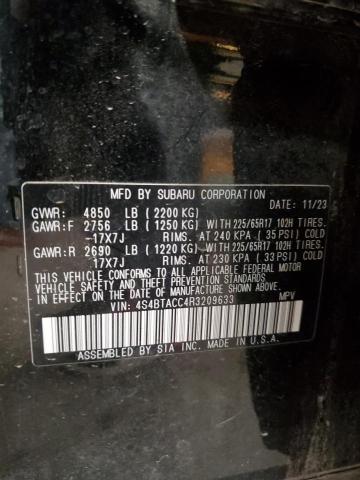 MFD BY SUBARU CORPORATION DATE: 11/23
GVWR: 4850 LB ( 2200 KG)
GAWR:F 2756 LB ( 1250 KG) WITH 225/65R17 102H TIRES.
-17X7J RIMS. AT 240 KPA ( 35 PSI) COLD
GAWR:R 2690 LB ( 1220 KG) WITH 225/65R17 102H TIRES.
17X7J RIMS. AT 230 KPA ( 33 PSI) COLD
THIS VEHICLE CONFORMS TO ALL APPLICABLE FEDERAL MOTOR
VEHICLE SAFETY, BUMPER, AND THEFT PREVENTION STANDARDS
IN EFFECT ON THE DATE OF MANUFACTURE SHOWN ABOVE.
VIN: 4S4BTACC4R3209633 MPV
ASSEMBLED BY SIA INC. MADE IN U.S.A.